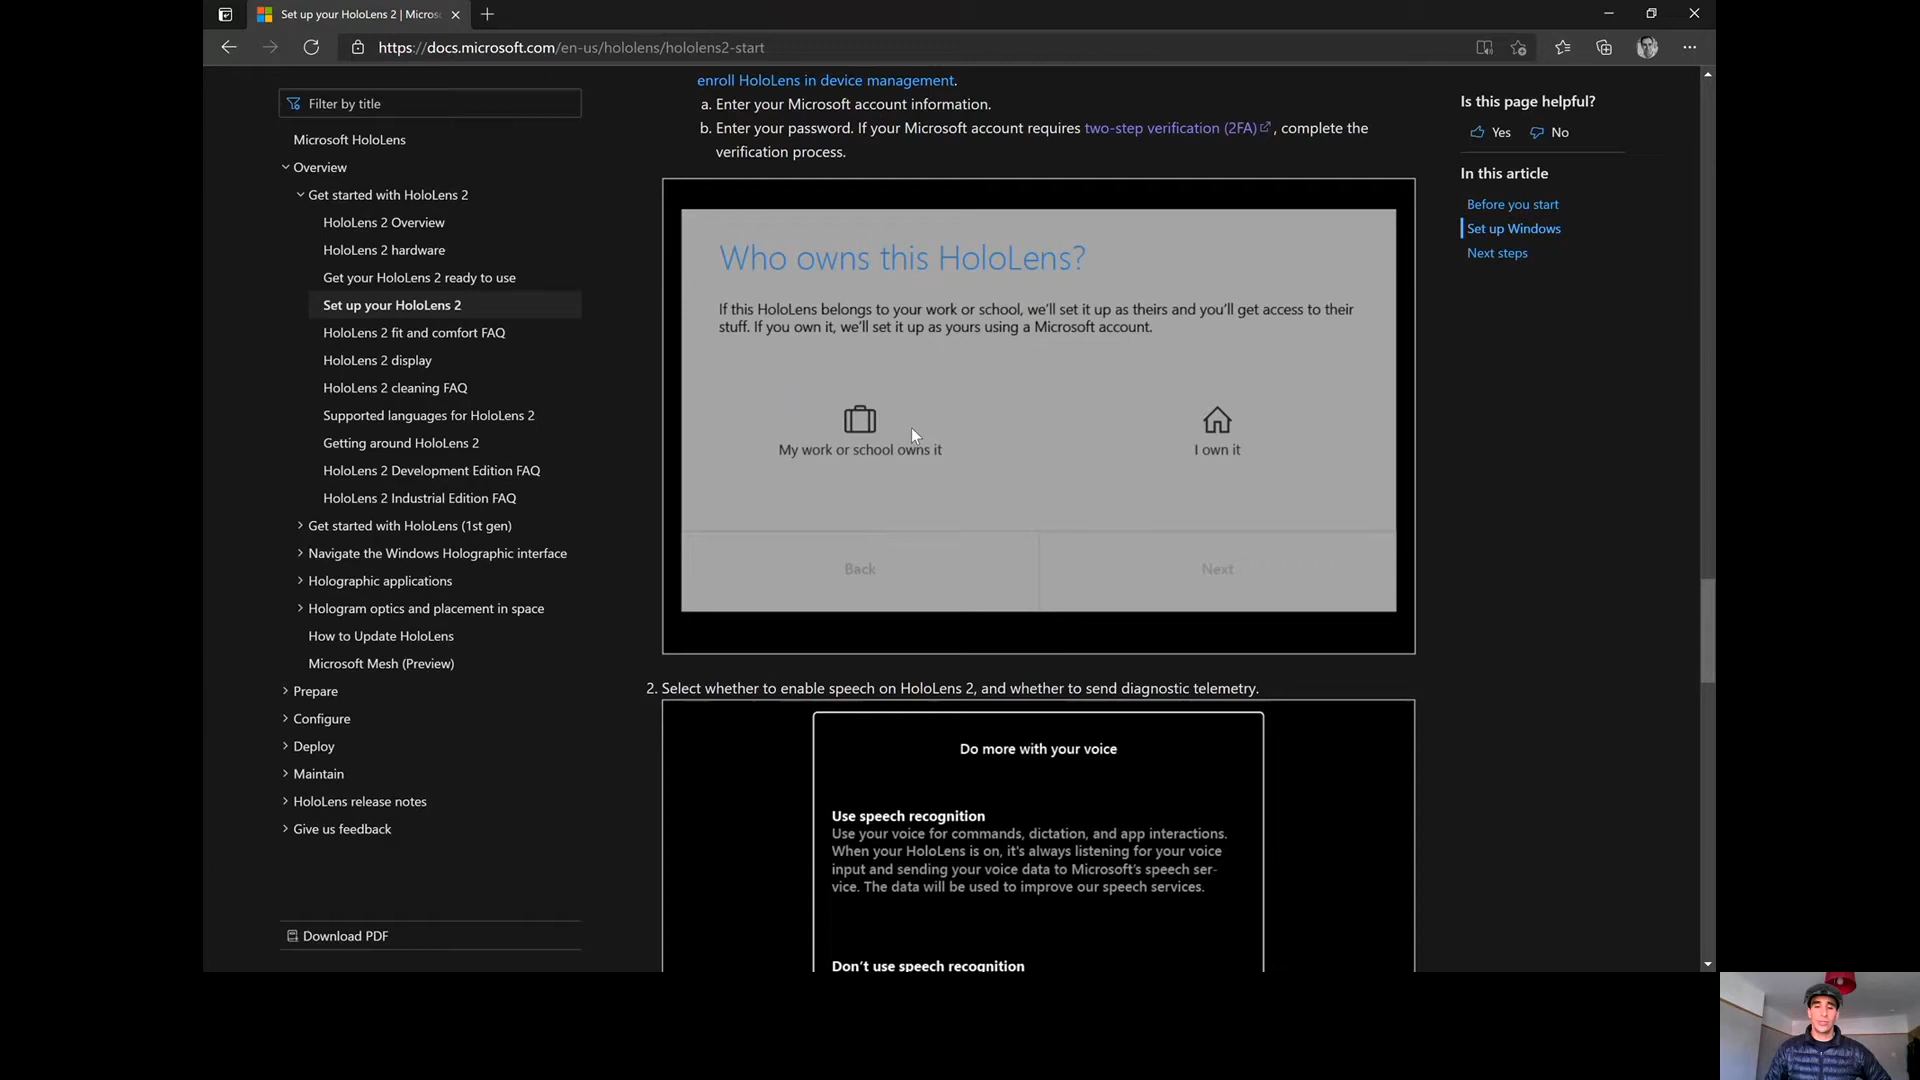 Set up your HoloLens 2 | Micros
https://docs.microsoft.com/en-us/hololens/hololens2-start
Filter by title
Microsoft HoloLens
Overview
Get started with HoloLens 2
HoloLens 2 Overview
HoloLens 2 hardware
Get your HoloLens 2 ready to use
Set up your HoloLens 2
HoloLens 2 fit and comfort FAQ
HoloLens 2 display
HoloLens 2 cleaning FAQ
Supported languages for HoloLens 2
Getting around HoloLens 2
HoloLens 2 Development Edition FAQ
HoloLens 2 Industrial Edition FAQ
Get started with HoloLens (1st gen)
Navigate the Windows Holographic interface
Holographic applications
Hologram optics and placement in space
How to Update HoloLens
Microsoft Mesh (Preview)
Prepare
Configure
Deploy
Maintain
HoloLens release notes
Give us feedback
Download PDF
enroll HoloLens in device management.
a. Enter your Microsoft account information.
b. Enter your password. If your Microsoft account requires two-step verification (2FA), complete the
verification process.
Who owns this HoloLens?
If this HoloLens belongs to your work or school, we'll set it up as theirs and you'll get access to their
stuff. If you own it, we'll set it up as yours using a Microsoft account.
My work or school owns it
I own it
Back
Next
2. Select whether to enable speech on HoloLens 2, and whether to send diagnostic telemetry.
Do more with your voice
Use speech recognition
Use your voice for commands, dictation, and app interactions.
When your HoloLens is on, it's always listening for your voice
input and sending your voice data to Microsoft's speech ser-
vice. The data will be used to improve our speech services.
Don't use speech recognition
Is this page helpful?
Yes
No
In this article
Before you start
Set up Windows
Next steps